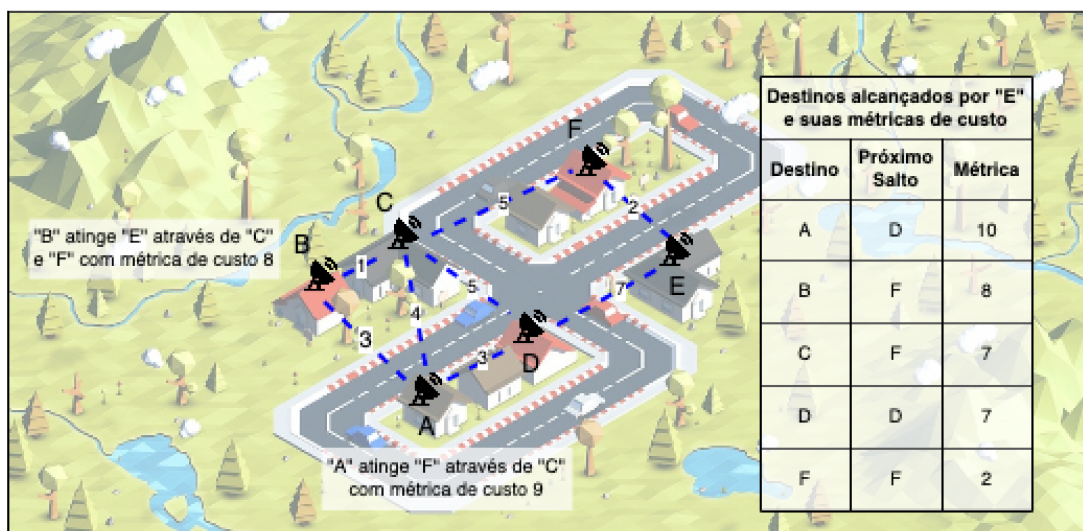 Destinos alcançados por "E"
e suas métricas de custo
Destino Próximo Salto Métrica
A D 10
B F 8
C F 7
D D 7
F F 2
"B" atinge "E" através de "C"
e "F" com métrica de custo 8
F
5
2
C
B
1
E
5
7
4
3
3
D
A
"A" atinge "F" através de "C"
com métrica de custo 9